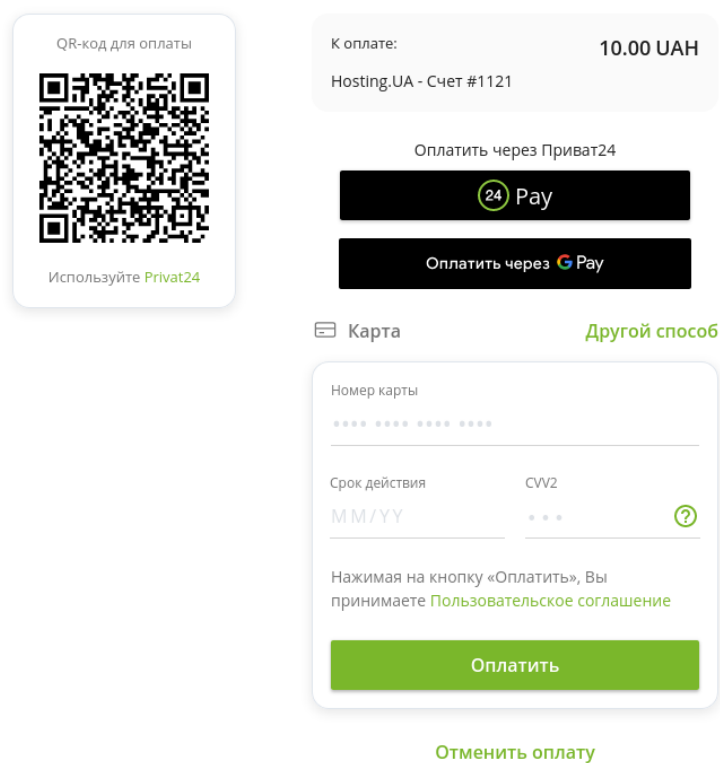 QR-код для оплаты
Используйте Privat24
К оплате:
10.00 UAH
Hosting.UA - Счет #1121
Оплатить через Приват24
24 Pay
Оплатить через G Pay
Карта
Другой способ
Номер карты
Срок действия
CVV2
MM/YY
?
Нажимая на кнопку «Оплатить», Вы
принимаете Пользовательское соглашение
Оплатить
Отменить оплату